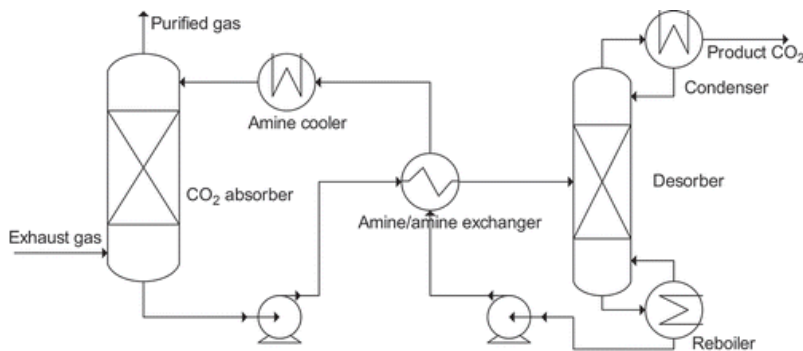 Purified gas
Product CO₂
Condenser
Amine cooler
CO₂ absorber
Desorber
Amine/amine exchanger
Exhaust gas
Reboiler